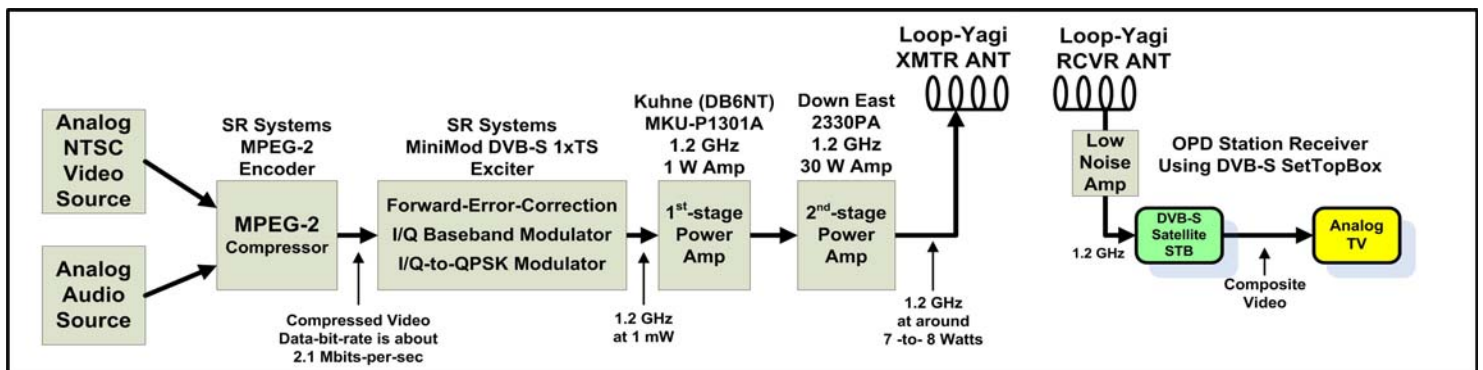 Analog
NTSC
Video
Source
Analog
Audio
Source
SR Systems
MPEG-2
Encoder
MPEG-2
Compressor
Compressed Video
Data-bit-rate is about
2.1 Mbits-per-sec
SR Systems
MiniMod DVB-S 1xTS
Exciter
Forward-Error-Correction
I/Q Baseband Modulator
I/Q-to-QPSK Modulator
1.2 GHz
at 1 mW
Kuhne (DB6NT)
MKU-P1301A
1.2 GHz
1 W Amp
1st-stage
Power
Amp
Down East
2330PA
1.2 GHz
30 W Amp
2nd-stage
Power
Amp
1.2 GHz
at around
7 -to- 8 Watts
Loop-Yagi
XMTR ANT
Loop-Yagi
RCVR ANT
Low
Noise
Amp
1.2 GHz
OPD Station Receiver
Using DVB-S SetTopBox
DVB-S
Satellite
STB
Composite
Video
Analog
TV